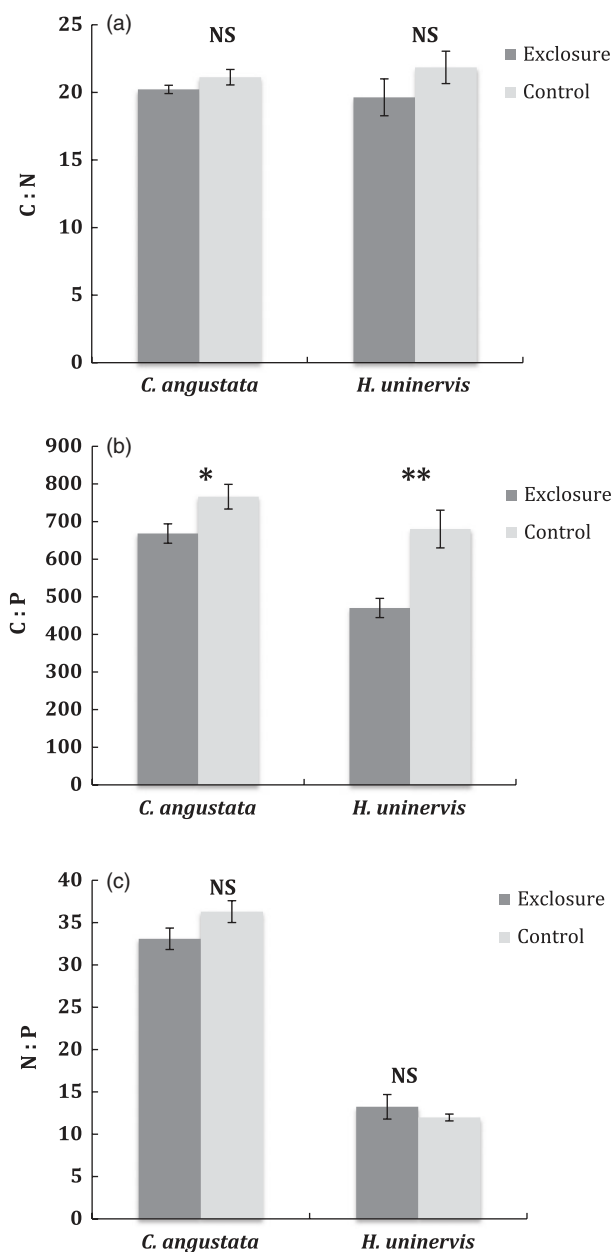 (a)
NS
NS
Exclosure
Control
25
20
15
10
5
0
C : N
C. angustata
H. uninervis
(b)
*
**
Exclosure
Control
900
800
700
600
500
400
300
200
100
0
C : P
C. angustata
H. uninervis
(c)
NS
NS
Exclosure
Control
40
35
30
25
20
15
10
5
0
N : P
C. angustata
H. uninervis